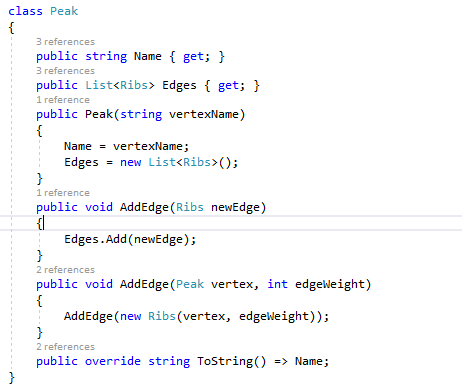 class Peak
{
3 references
public string Name { get; }
3 references
public List<Ribs> Edges { get; }
1 reference
public Peak(string vertexName)
{
Name = vertexName;
Edges = new List<Ribs>();
}
1 reference
public void AddEdge(Ribs newEdge)
{
Edges.Add(newEdge);
}
2 references
public void AddEdge(Peak vertex, int edgeWeight)
{
AddEdge(new Ribs(vertex, edgeWeight));
}
2 references
public override string ToString() => Name;
}